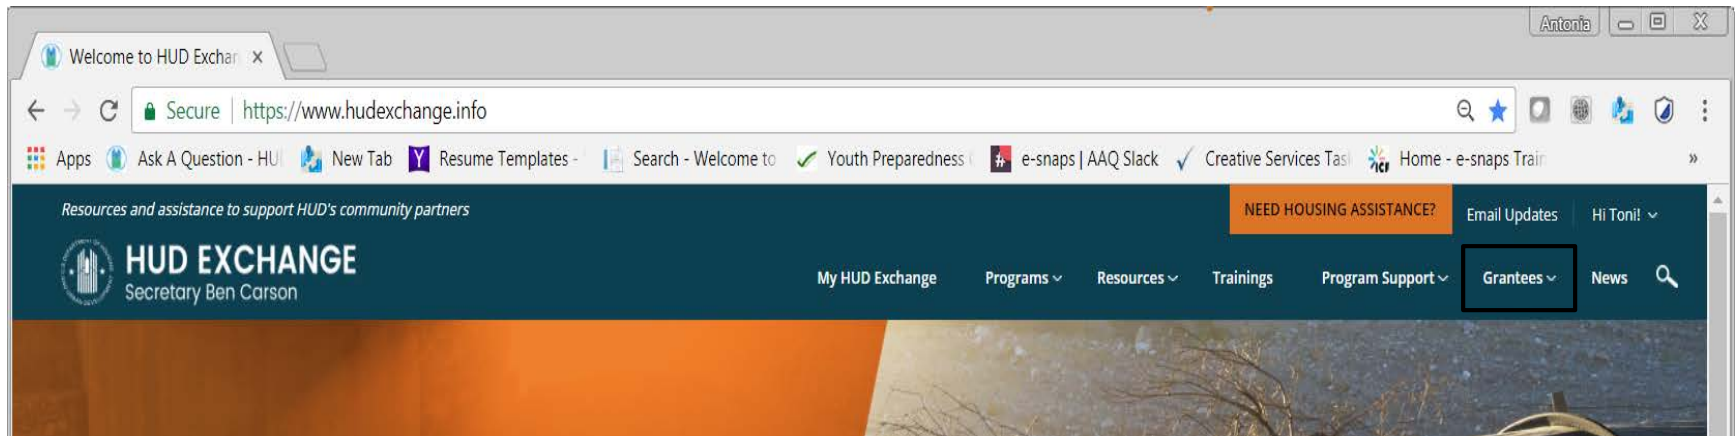 Antonia
Welcome to HUD Exchan
Secure | https://www.hudexchange.info
Apps Ask A Question - HU New Tab Resume Templates - Search - Welcome to Youth Preparedness e-snaps | AAQ Slack Creative Services Tas Home - e-snaps Train
Resources and assistance to support HUD's community partners
NEED HOUSING ASSISTANCE? Email Updates Hi Toni!
HUD EXCHANGE
Secretary Ben Carson
My HUD Exchange Programs Resources Trainings Program Support Grantees News